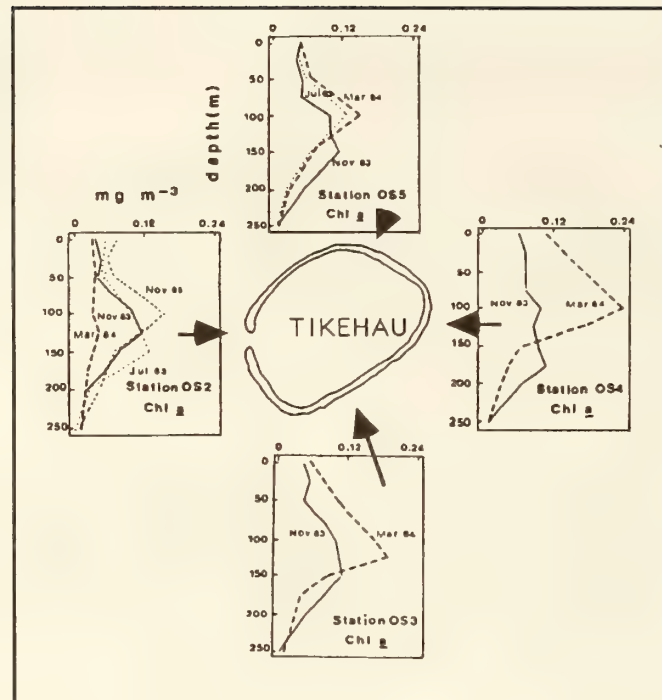 0 0.12 0.24
depth(m)
0
50
100
150
200
250
Mar 84
Nov 83
Station OS5
Chl a
mg m-3
0 0.12 0.24
0
50
100
150
200
250
Nov 85
Nov 83
Mar 84
Jul 83
Station OS2
Chl a
TIKEHAU
0 0.12 0.24
0
50
100
150
200
250
Nov 83
Mar 84
Station OS4
Chl a
0 0.12 0.24
0
50
100
150
200
250
Nov 83
Mar 84
Station OS3
Chl a